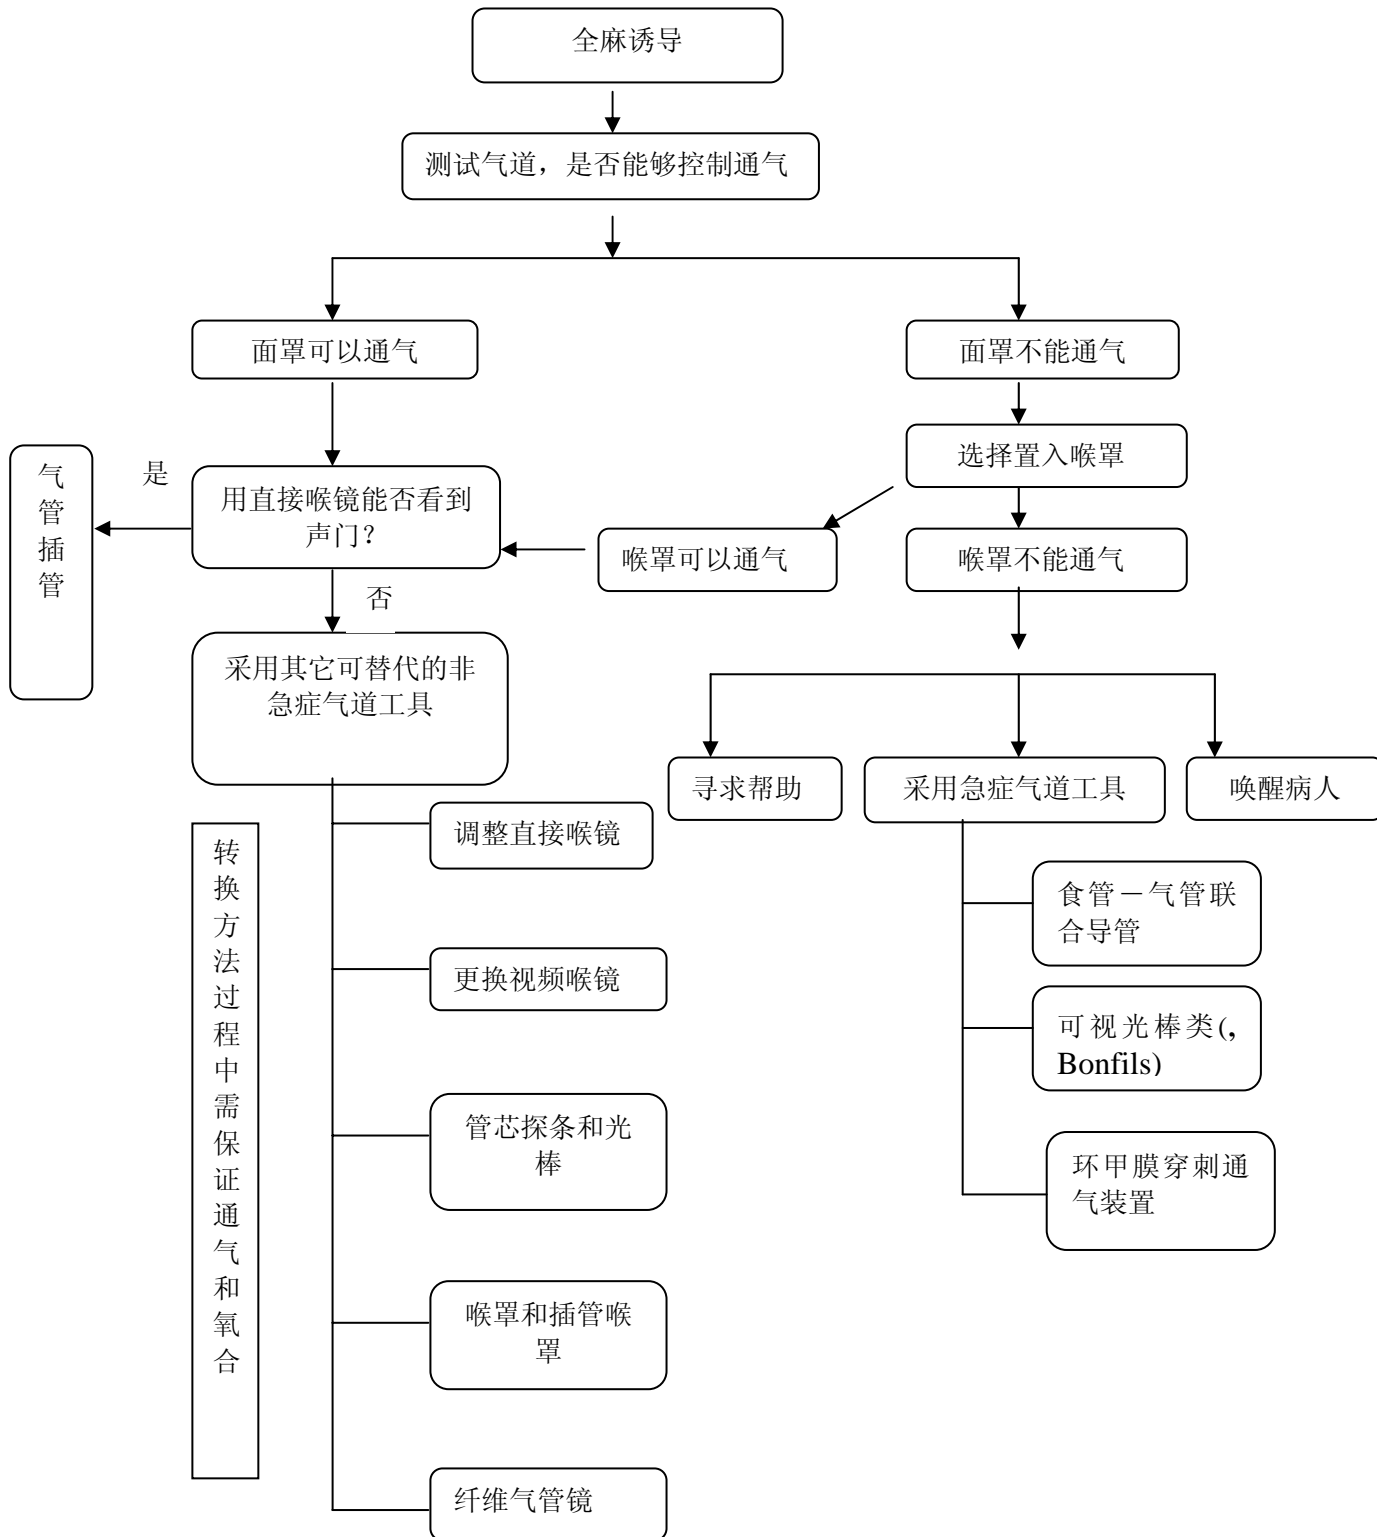 全麻诱导
测试气道，是否能够控制通气
面罩可以通气
面罩不能通气
选择置入喉罩
气管插管
是
用直接喉镜能否看到
声门？
喉罩可以通气
喉罩不能通气
否
采用其它可替代的非
急症气道工具
寻求帮助
采用急症气道工具
唤醒病人
转换方法过程中需保证通气和氧合
调整直接喉镜
更换视频喉镜
管芯探条和光
棒
喉罩和插管喉
罩
纤维气管镜
食管－气管联
合导管
可视光棒类(,
Bonfils)
环甲膜穿刺通
气装置